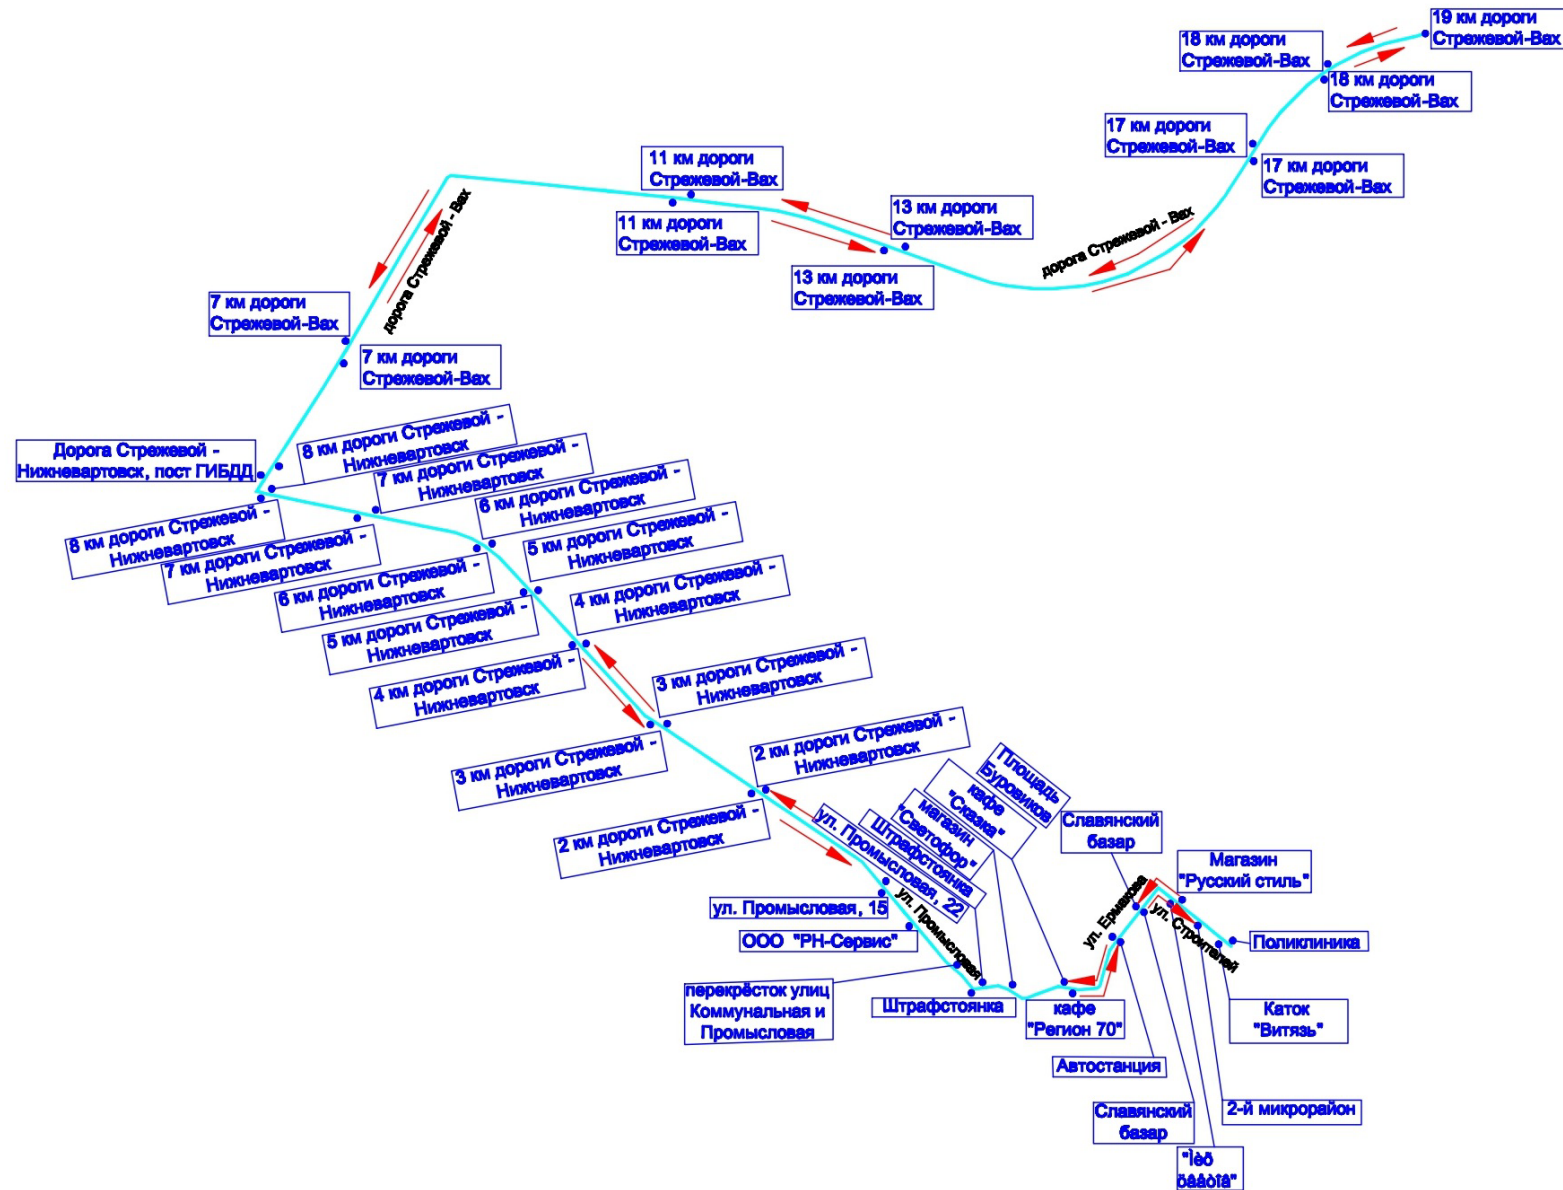 19 км дороги
Стрежевой-Вах
18 км дороги
Стрежевой-Вах
18 км дороги
Стрежевой-Вах
17 км дороги
Стрежевой-Вах
17 км дороги
Стрежевой-Вах
11 км дороги
Стрежевой-Вах
11 км дороги
Стрежевой-Вах
13 км дороги
Стрежевой-Вах
13 км дороги
Стрежевой-Вах
дорога Стрежевой - Вах
дорога Стрежевой - Вах
7 км дороги
Стрежевой-Вах
7 км дороги
Стрежевой-Вах
Дорога Стрежевой -
Нижневартовск, пост ГИБДД
8 км дороги Стрежевой -
Нижневартовск
7 км дороги Стрежевой -
Нижневартовск
6 км дороги Стрежевой -
Нижневартовск
5 км дороги Стрежевой -
Нижневартовск
4 км дороги Стрежевой -
Нижневартовск
3 км дороги Стрежевой -
Нижневартовск
2 км дороги Стрежевой -
Нижневартовск
8 км дороги Стрежевой -
Нижневартовск
7 км дороги Стрежевой -
Нижневартовск
6 км дороги Стрежевой -
Нижневартовск
5 км дороги Стрежевой -
Нижневартовск
4 км дороги Стрежевой -
Нижневартовск
3 км дороги Стрежевой -
Нижневартовск
2 км дороги Стрежевой -
Нижневартовск
Площадь
Буровиков
кафе
"Сказка"
магазин
"Светофор"
Штрафстоянка
ул. Промысловая, 22
ул. Промысловая
Славянский
базар
Магазин
"Русский стиль"
ул. Ермакова
ул. Строителей
ул. Промысловая, 15
ООО "РН-Сервис"
Поликлиника
перекрёсток улиц
Коммунальная и
Промысловая
Штрафстоянка
кафе
"Регион 70"
Каток
"Витязь"
Автостанция
Славянский
базар
2-й микрорайон
"Ìèð
öâåòîâ"